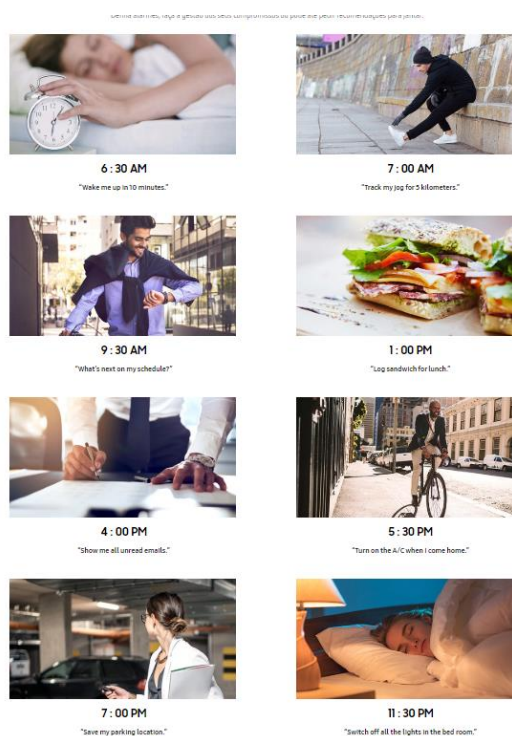 6 : 30 AM
"Wake me up in 10 minutes."
7 : 00 AM
"Track my jog for 5 kilometers."
9 : 30 AM
"What's next on my schedule?"
1 : 00 PM
"Log sandwich for lunch."
4 : 00 PM
"Show me all unread emails."
5 : 30 PM
"Turn on the A/C when I come home."
7 : 00 PM
"Save my parking location."
11 : 30 PM
"Switch off all the lights in the bed room."